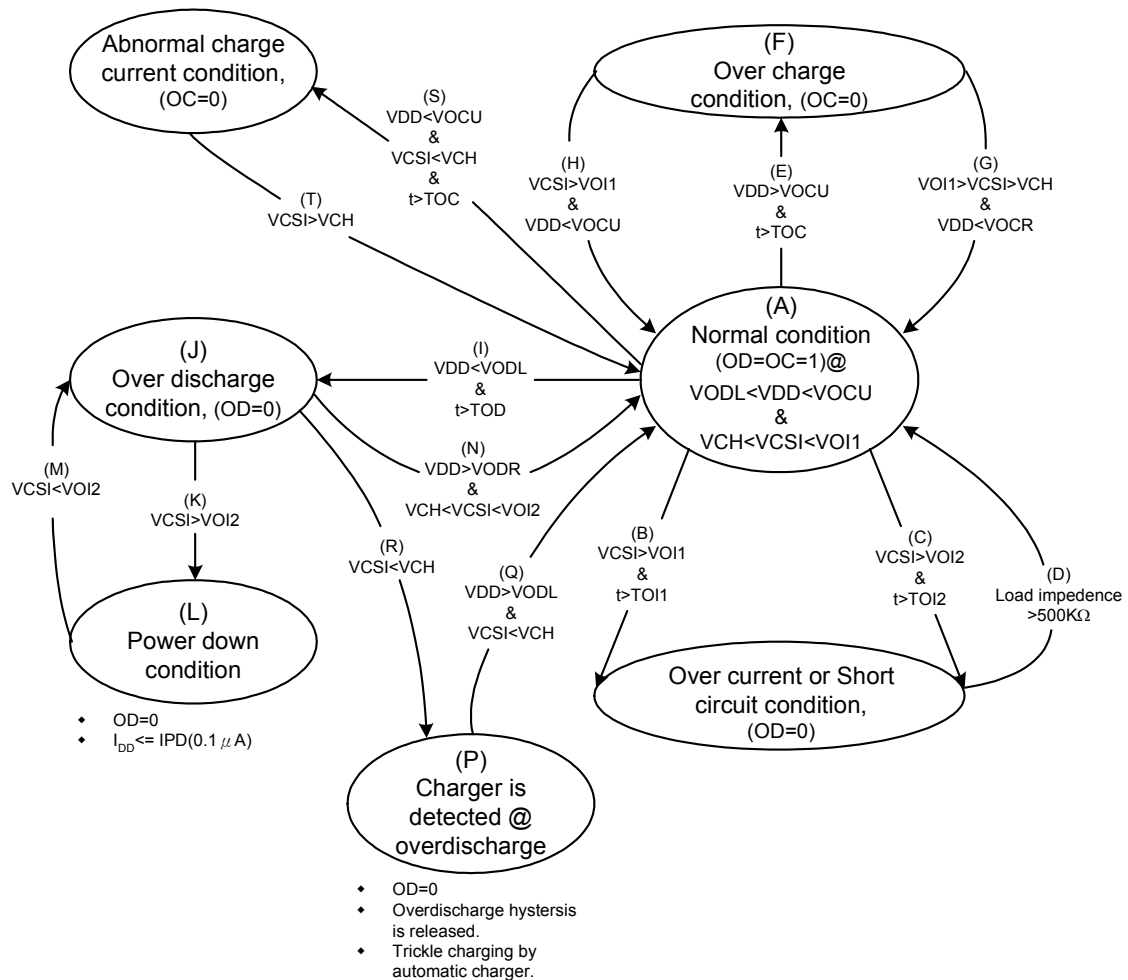 Abnormal charge
current condition,
(OC=0)
(S)
VDD<VOCU
&
VCSI<VCH
&
t>TOC
(T)
VCSI>VCH
(F)
Over charge
condition, (OC=0)
(H)
VCSI>VOI1
&
VDD<VOCU
(E)
VDD>VOCU
&
t>TOC
(G)
VOI1>VCSI>VCH
&
VDD<VOCR
(A)
Normal condition
(OD=OC=1)@
VODL<VDD<VOCU
&
VCH<VCSI<VOI1
(J)
Over discharge
condition, (OD=0)
(I)
VDD<VODL
&
t>TOD
(N)
VDD>VODR
&
VCH<VCSI<VOI2
(M)
VCSI<VOI2
(K)
VCSI>VOI2
(R)
VCSI<VCH
(Q)
VDD>VODL
&
VCSI<VCH
(B)
VCSI>VOI1
&
t>TOI1
(C)
VCSI>VOI2
&
t>TOI2
(D)
Load impedence
>500KΩ
(L)
Power down
condition
◆ OD=0
◆ IDD<= IPD(0.1 μ A)
Over current or Short
circuit condition,
(OD=0)
(P)
Charger is
detected @
overdischarge
◆ OD=0
◆ Overdischarge hystersis
is released.
◆ Trickle charging by
automatic charger.